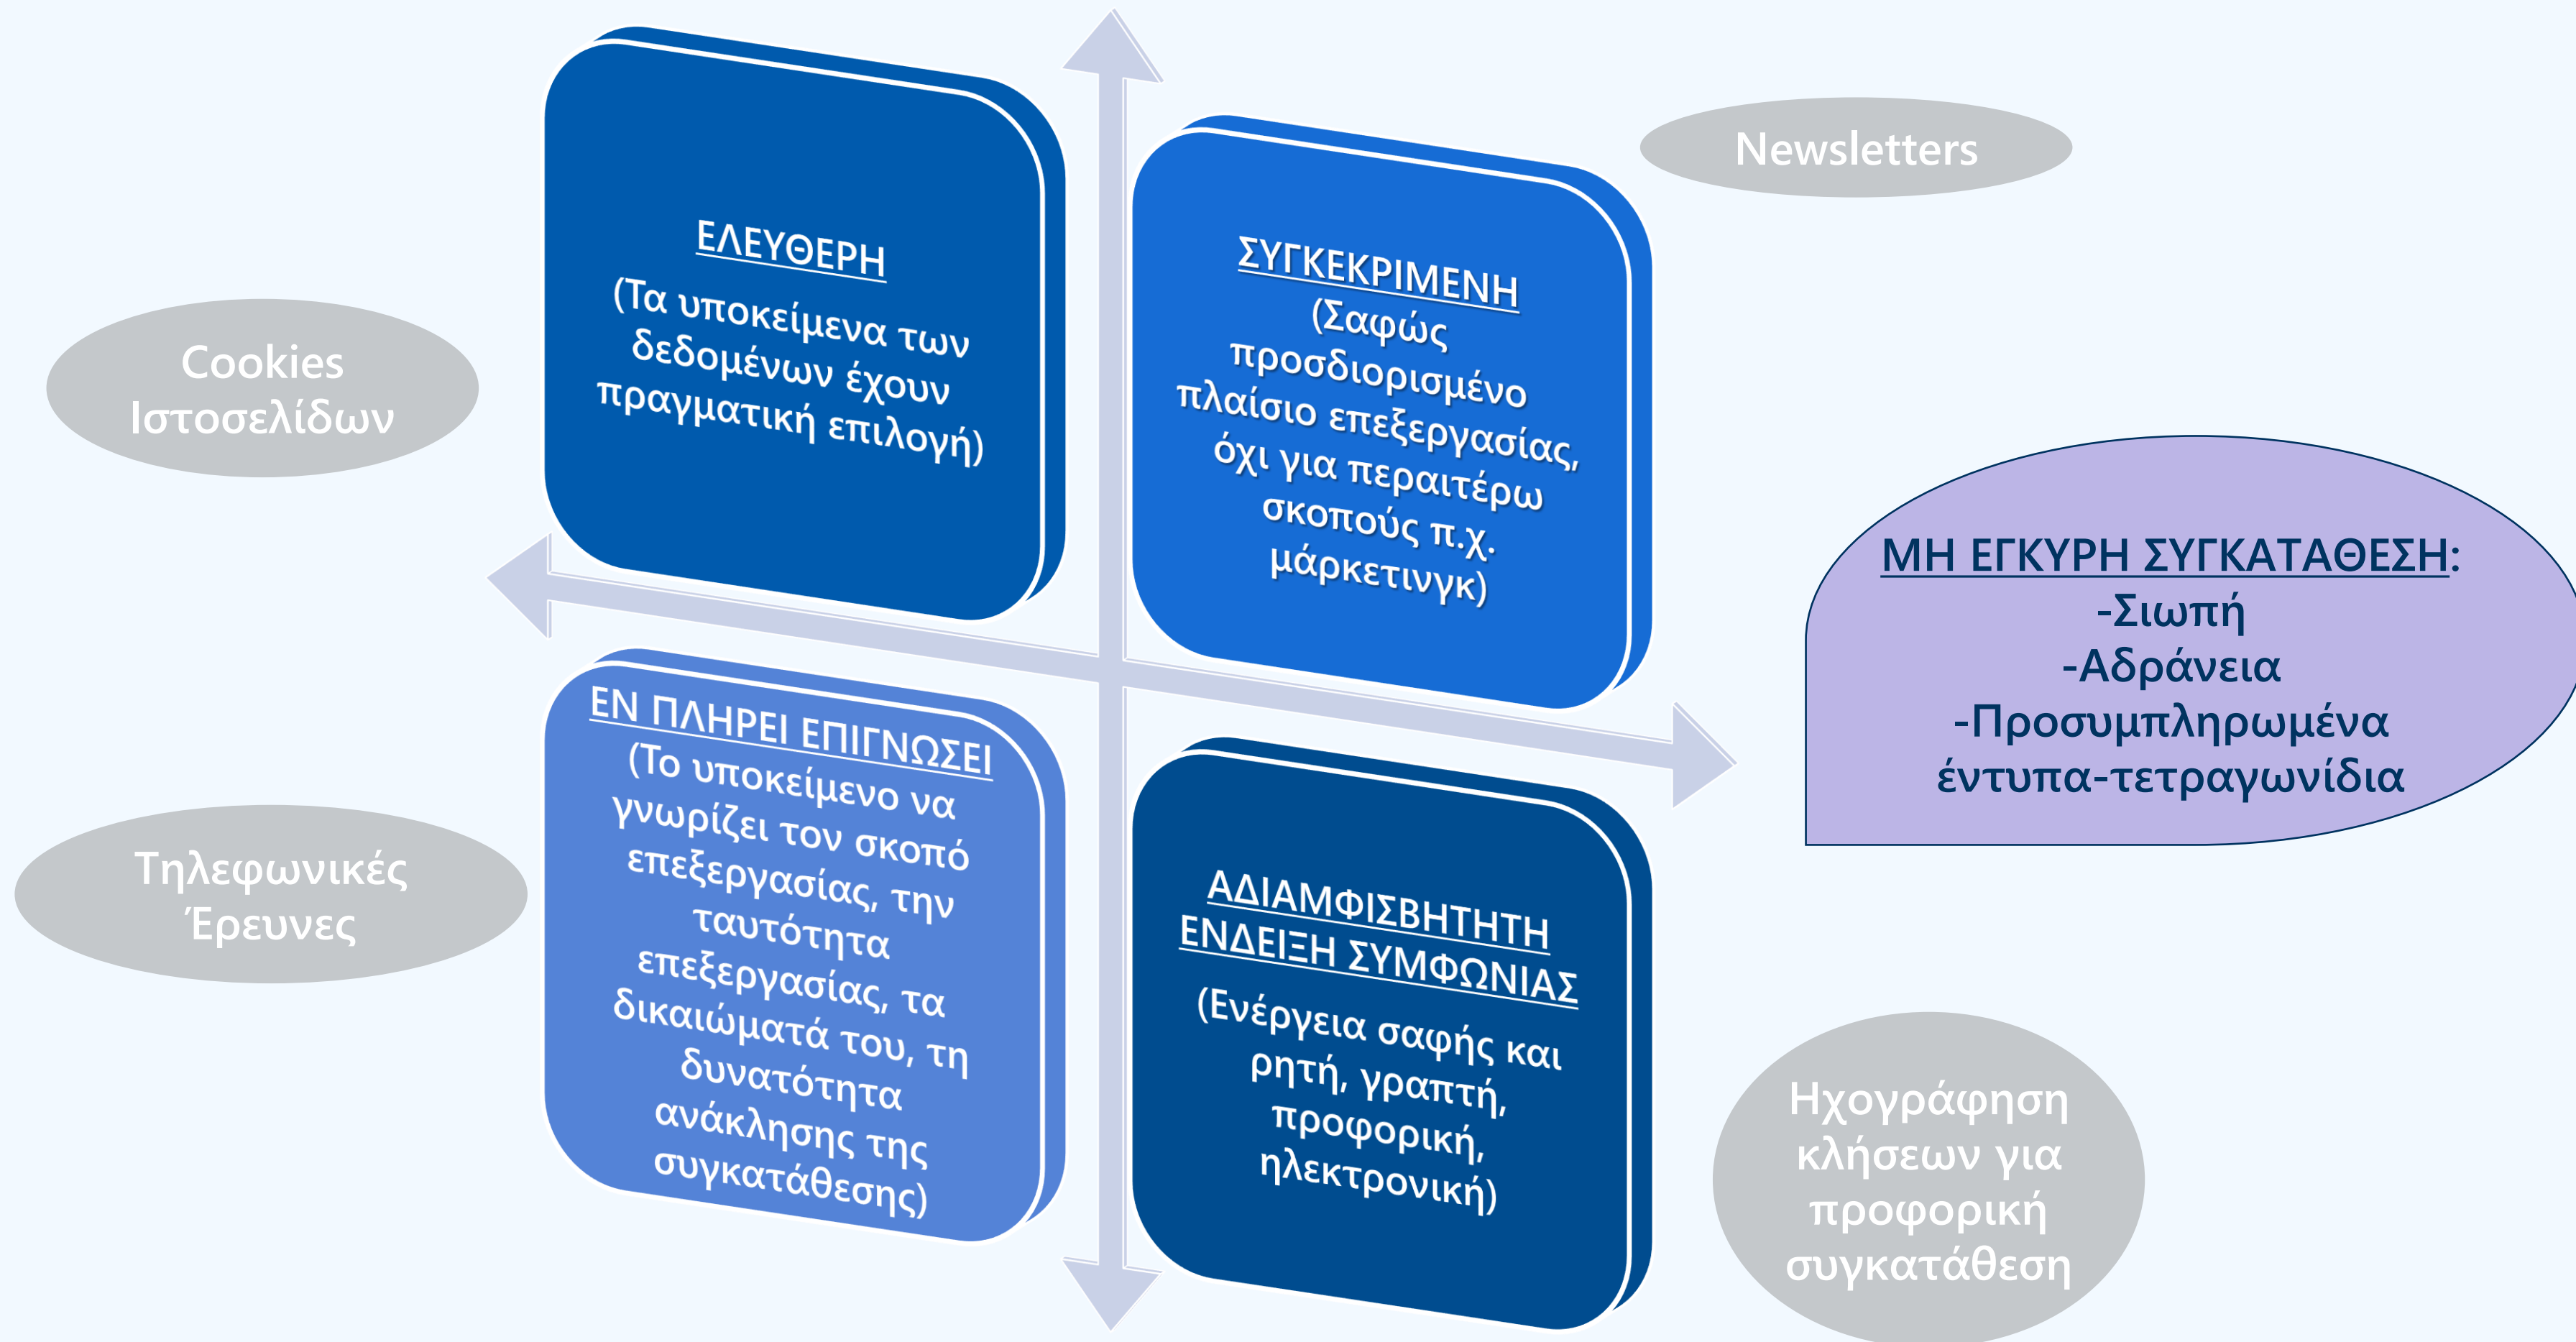 ΕΛΕΥΘΕΡΗ
(Τα υποκείμενα των
δεδομένων έχουν
πραγματική επιλογή)
ΣΥΓΚΕΚΡΙΜΕΝΗ
(Σαφώς
προσδιορισμένο
πλαίσιο επεξεργασίας,
όχι για περαιτέρω
σκοπούς π.χ.
μάρκετινγκ)
Newsletters
Cookies
Ιστοσελίδων
ΜΗ ΕΓΚΥΡΗ ΣΥΓΚΑΤΑΘΕΣΗ:
-Σιωπή
-Αδράνεια
-Προσυμπληρωμένα
έντυπα-τετραγωνίδια
ΕΝ ΠΛΗΡΕΙ ΕΠΙΓΝΩΣΕΙ
(Το υποκείμενο να
γνωρίζει τον σκοπό
επεξεργασίας, την
ταυτότητα
επεξεργασίας, τα
δικαιώματά του, τη
δυνατότητα
ανάκλησης της
συγκατάθεσης)
ΑΔΙΑΜΦΙΣΒΗΤΗΤΗ
ΕΝΔΕΙΞΗ ΣΥΜΦΩΝΙΑΣ
(Ενέργεια σαφής και
ρητή, γραπτή,
προφορική,
ηλεκτρονική)
Τηλεφωνικές
Έρευνες
Ηχογράφηση
κλήσεων για
προφορική
συγκατάθεση